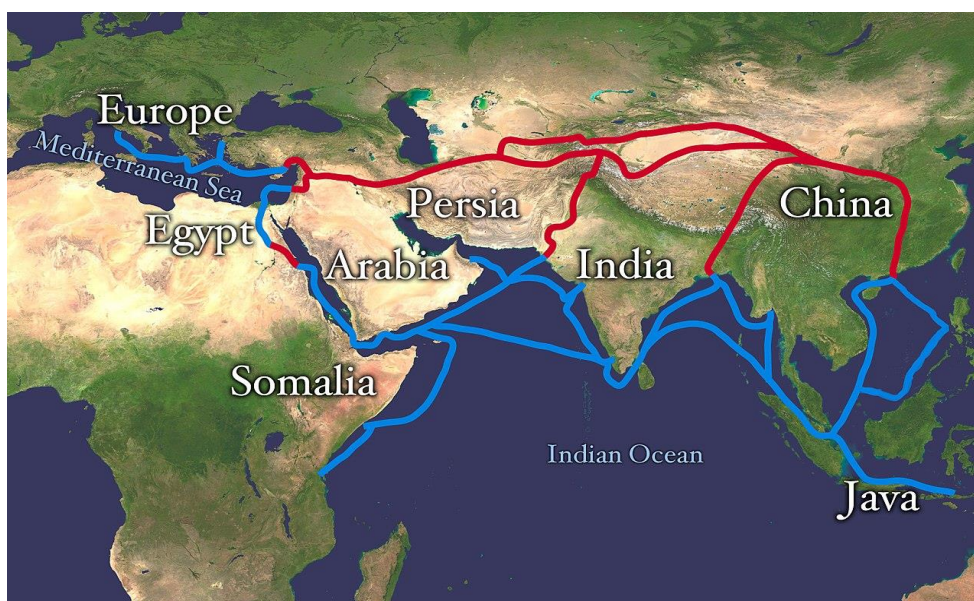 Europe
Mediterranean Sea
Egypt
Persia
China
Arabia
India
Somalia
Indian Ocean
Java